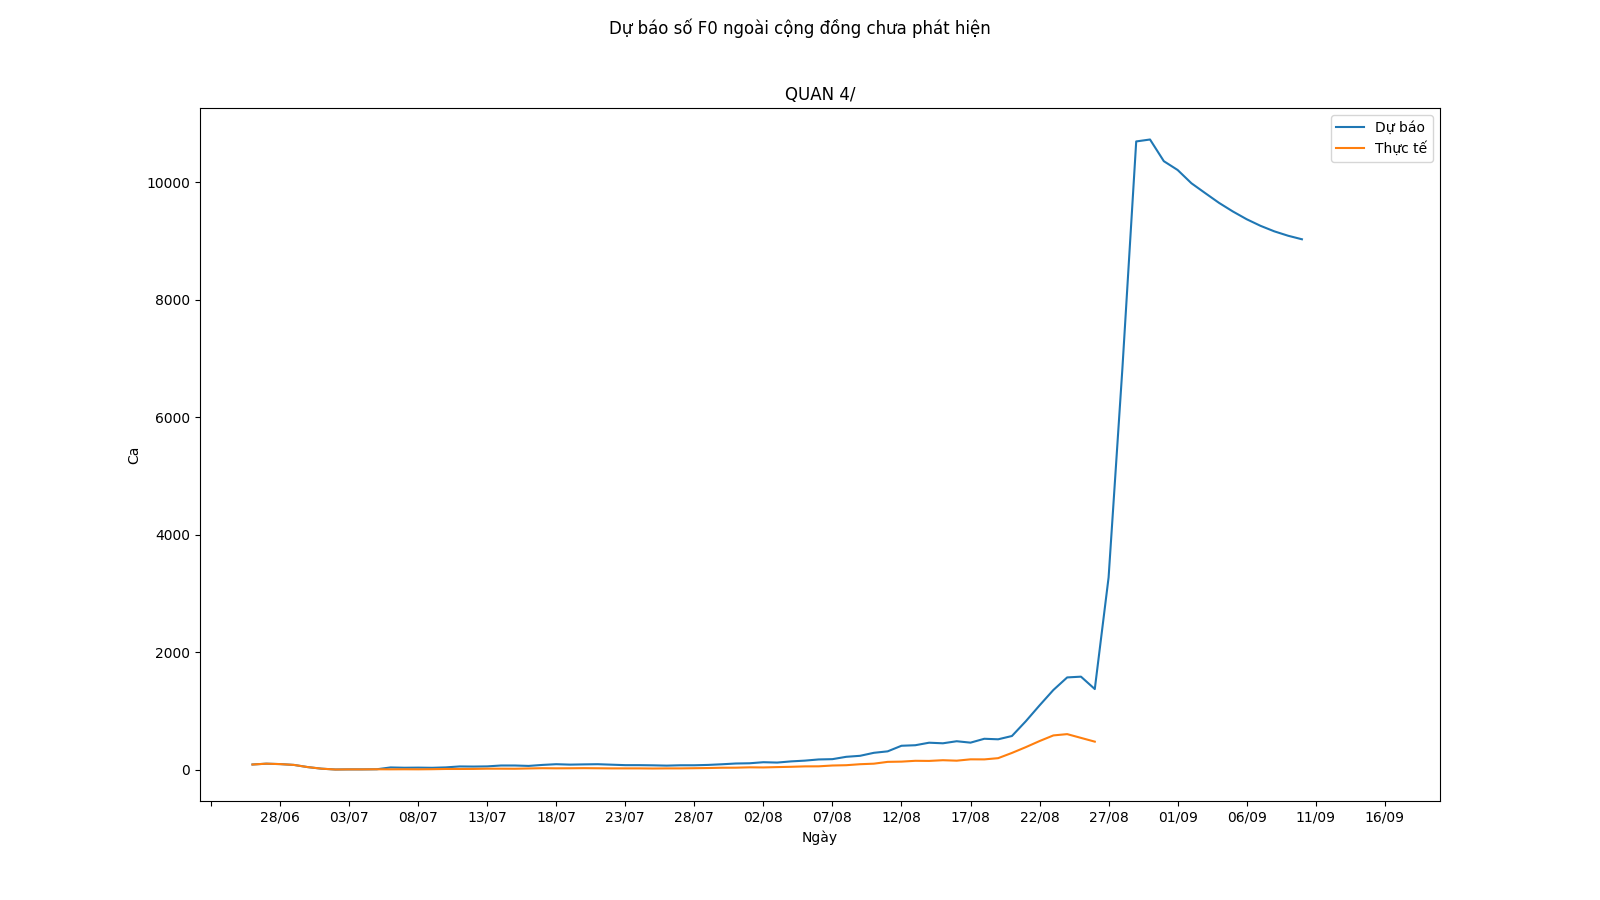 Dự báo số F0 ngoài cộng đồng chưa phát hiện
QUAN 4/
Dự báo
Thực tế
10000
8000
6000
4000
2000
0
Ca
28/06 03/07 08/07 13/07 18/07 23/07 28/07 02/08 07/08 12/08 17/08 22/08 27/08 01/09 06/09 11/09 16/09
Ngày